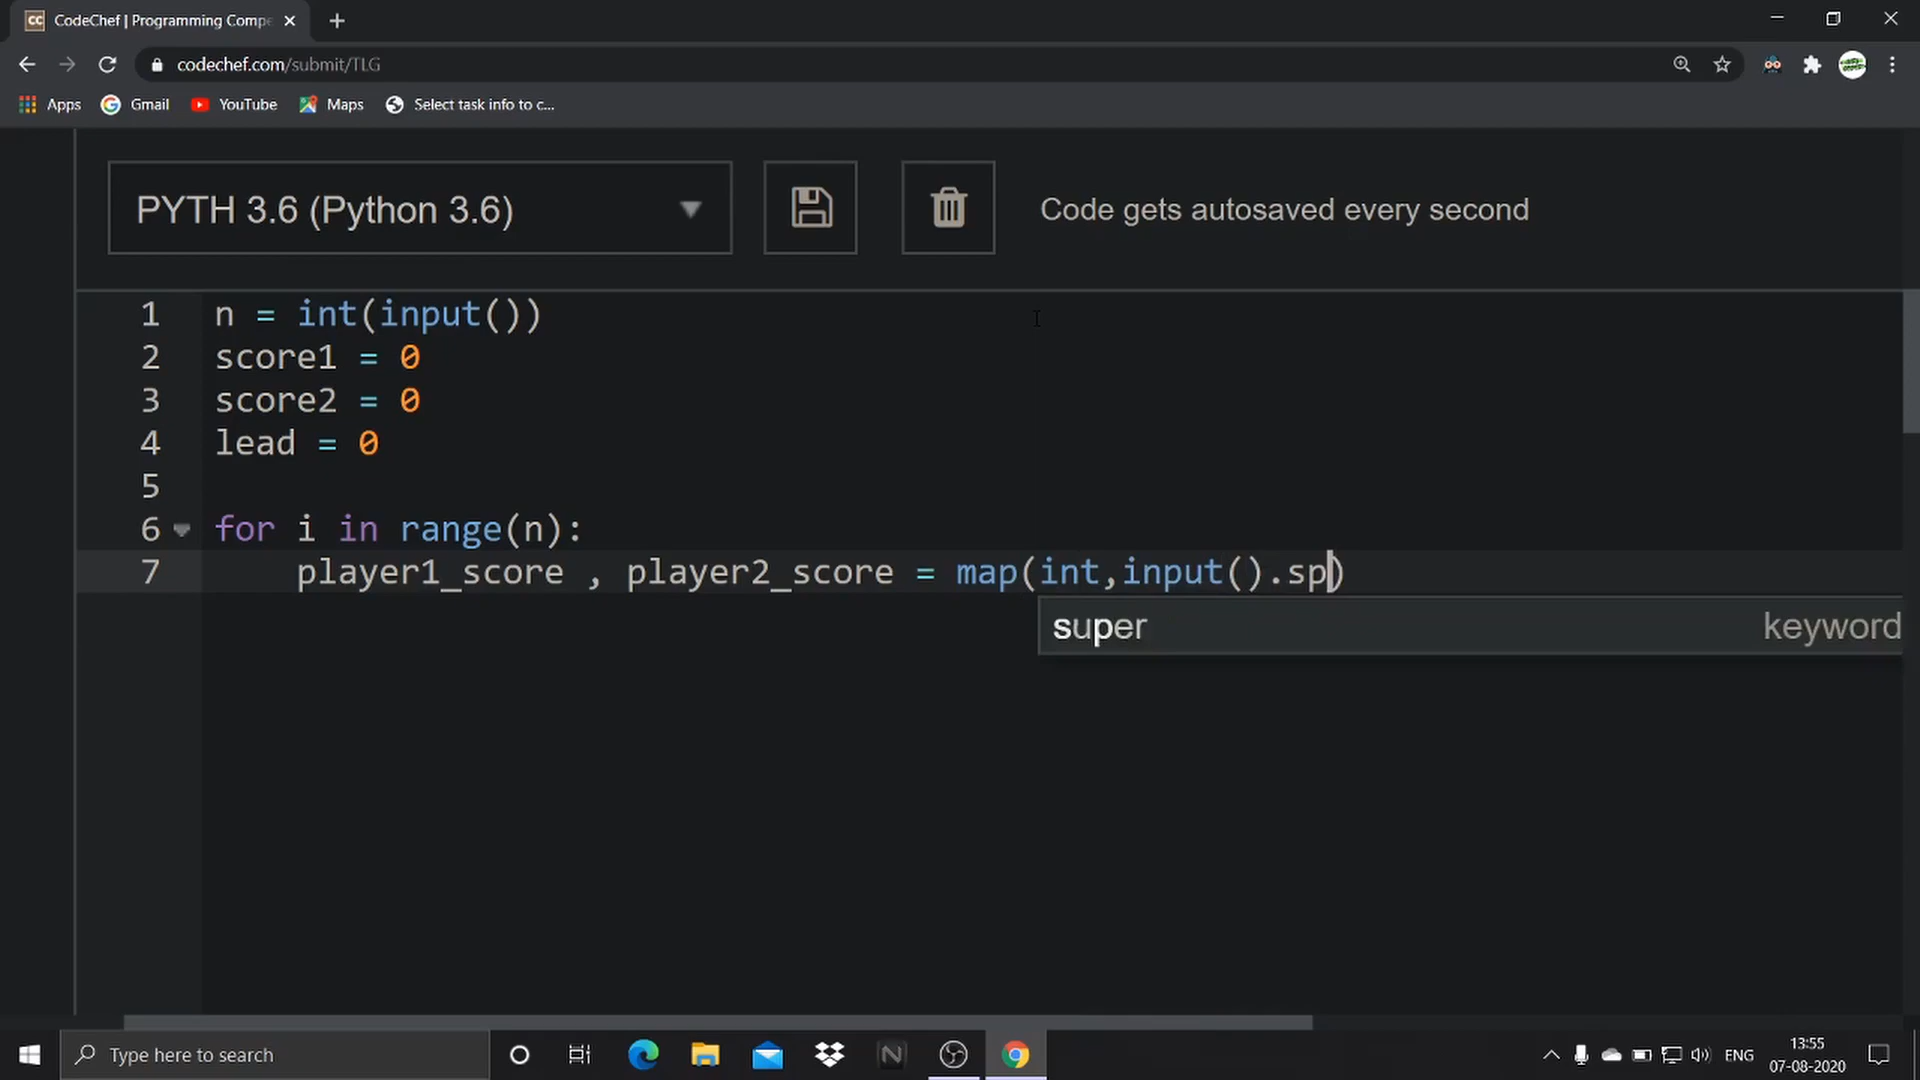 CodeChef | Programming Compe
codechef.com/submit/TLG
Apps Gmail YouTube Maps Select task info to c...
PYTH 3.6 (Python 3.6) Code gets autosaved every second
1 n = int(input())
2 score1 = 0
3 score2 = 0
4 lead = 0
5
6 for i in range(n):
7 player1_score , player2_score = map(int,input().sp)
super keyword
Type here to search
ENG
13:55
07-08-2020